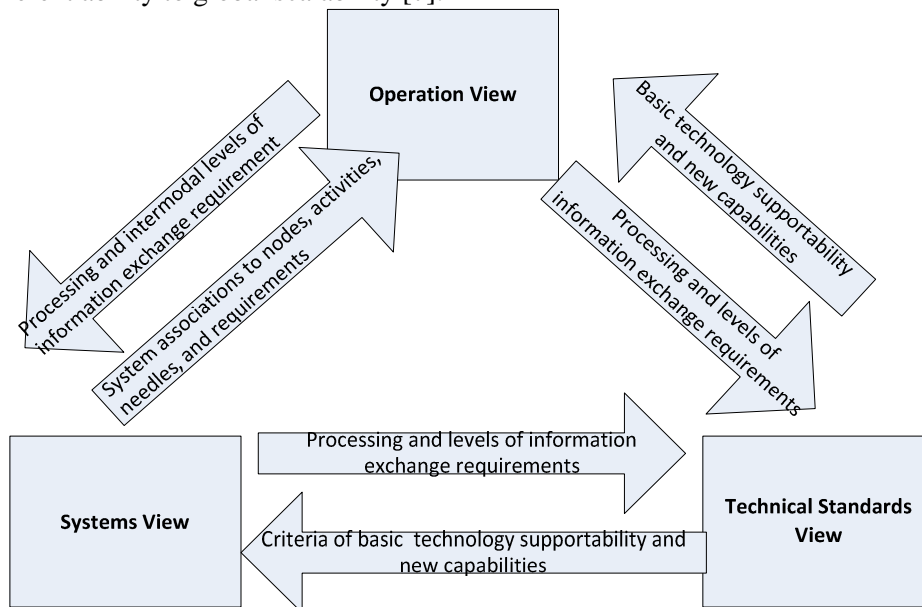 Operation View
Processing and intermodal levels of
information exchange requirement
System associations to nodes, activities,
needles, and requirements
Basic technology supportability
and new capabilities
Processing and levels of
information exchange requirements
Processing and levels of information
exchange requirements
Systems View
Technical Standards
View
Criteria of basic technology supportability and
new capabilities